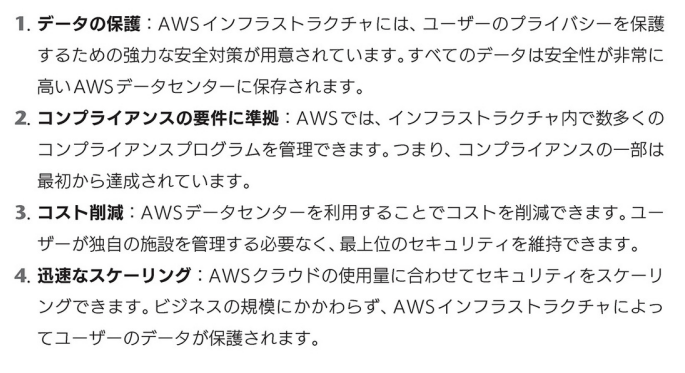 1. データの保護：AWSインフラストラクチャには、ユーザーのプライバシーを保護
するための強力な安全対策が用意されています。すべてのデータは安全性が非常に
高いAWSデータセンターに保存されます。
2. コンプライアンスの要件に準拠：AWSでは、インフラストラクチャ内で数多くの
コンプライアンスプログラムを管理できます。つまり、コンプライアンスの一部は
最初から達成されています。
3. コスト削減：AWSデータセンターを利用することでコストを削減できます。ユー
ザーが独自の施設を管理する必要なく、最上位のセキュリティを維持できます。
4. 迅速なスケーリング：AWSクラウドの使用量に合わせてセキュリティをスケーリ
ングできます。ビジネスの規模にかかわらず、AWSインフラストラクチャによっ
てユーザーのデータが保護されます。